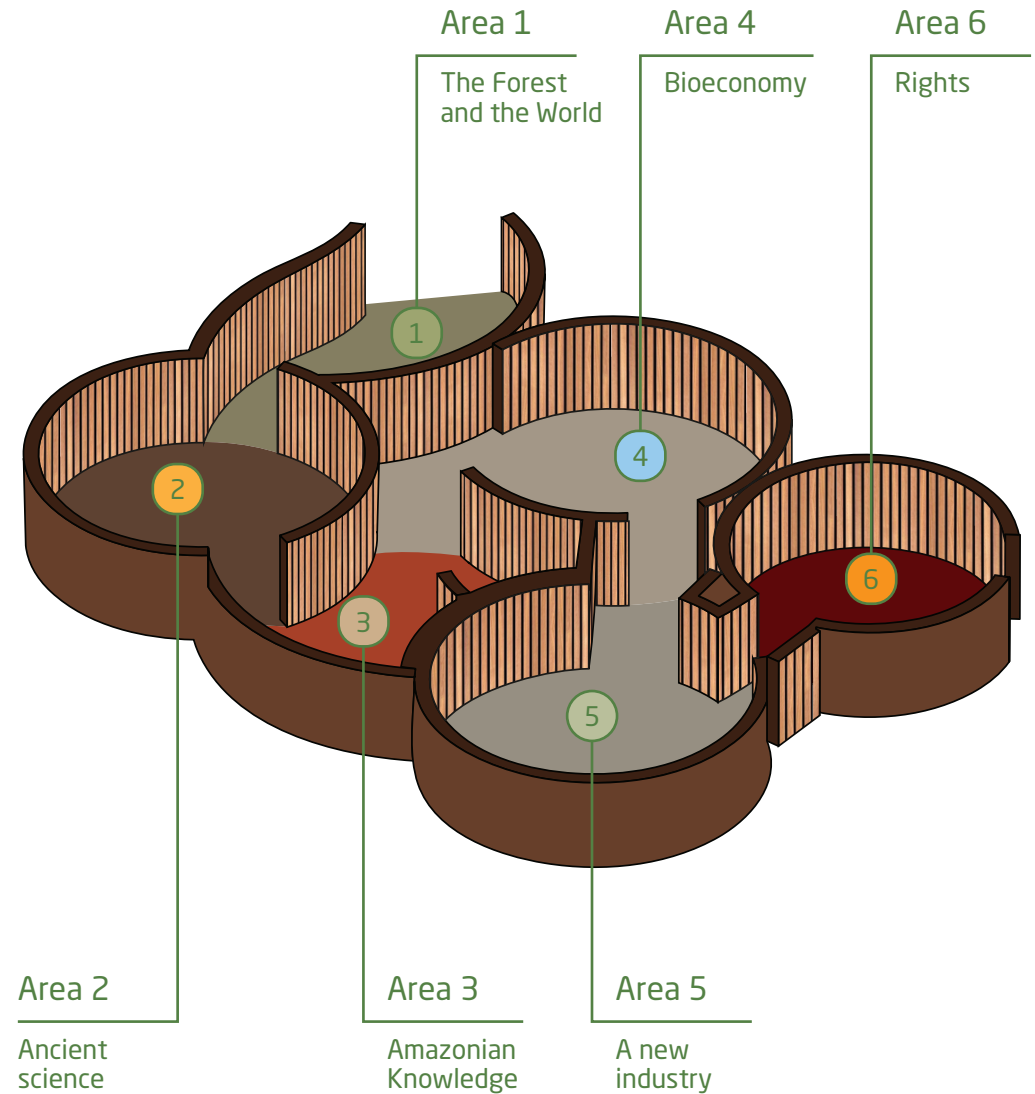 Area 1
The Forest
and the World
Area 4
Bioeconomy
Area 6
Rights
1
4
2
6
3
5
Area 2
Ancient
science
Area 3
Amazonian
Knowledge
Area 5
A new
industry